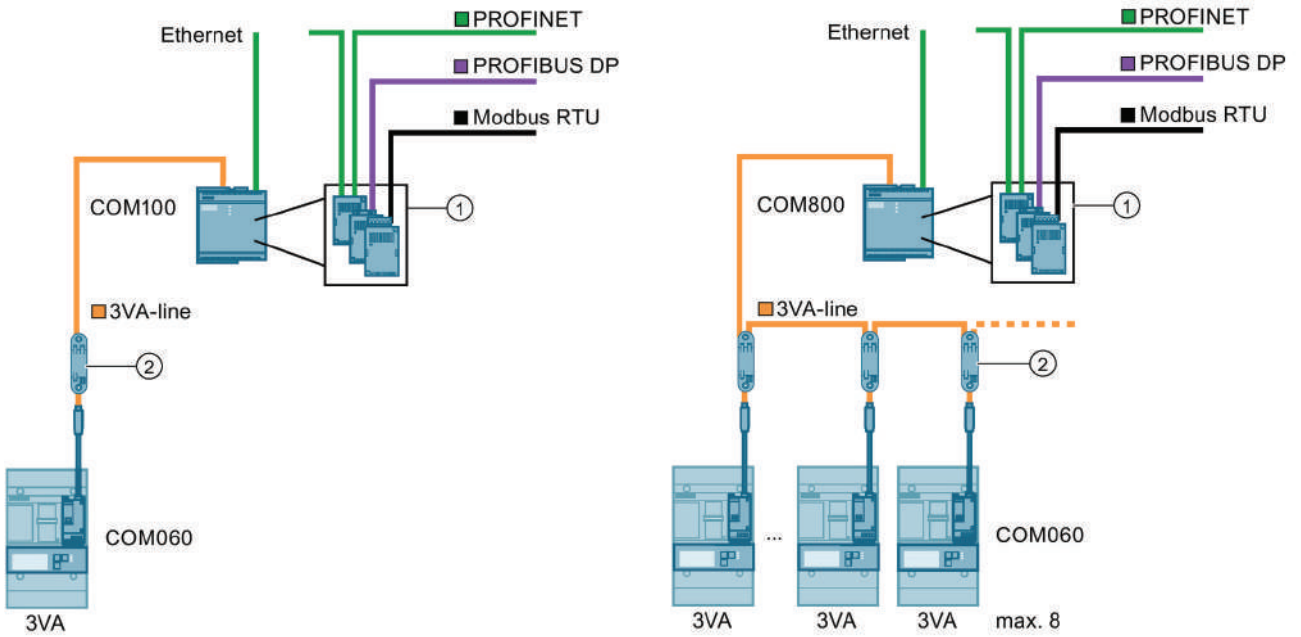 PROFINET
Ethernet
PROFIBUS DP
Modbus RTU
COM100
1
3VA-line
2
COM060
3VA
PROFINET
Ethernet
PROFIBUS DP
Modbus RTU
COM800
1
3VA-line
2
...
COM060
3VA
3VA
3VA
max. 8